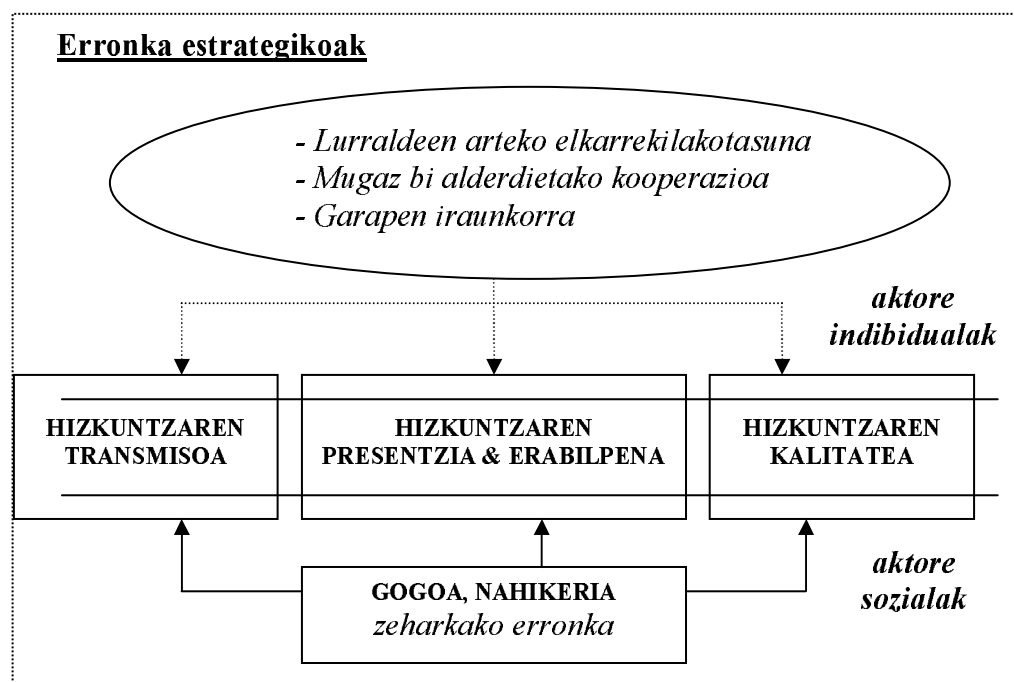 Erronka estrategikoak
- Lurraldeen arteko elkarrekilakotasuna
- Mugaz bi alderdietako kooperazioa
- Garapen iraunkorra
aktore
indibidualak
HIZKUNTZAREN
TRANSMISOA
HIZKUNTZAREN
PRESENTZIA & ERABILPENA
HIZKUNTZAREN
KALITATEA
GOGOA, NAHIKERIA
zeharkako erronka
aktore
sozialak